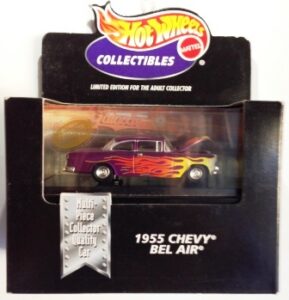 Hot Wheels
MATTEL
COLLECTIBLES
LIMITED EDITION FOR THE ADULT COLLECTOR
Multi-
Piece
Collector
Quality
Car
1955 CHEVY®
BEL AIR®